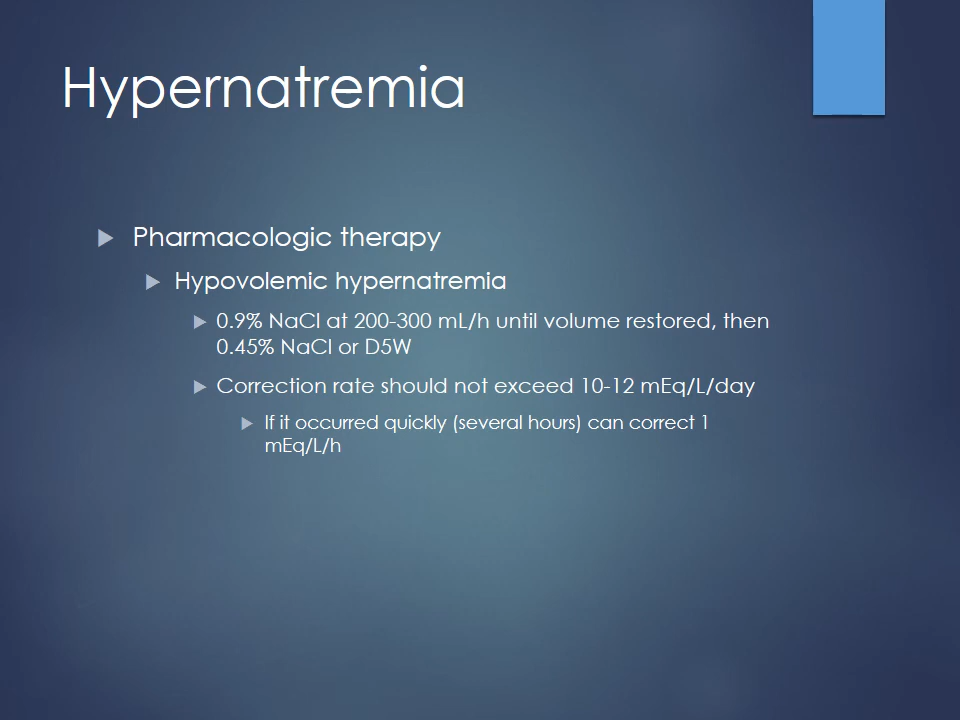 Hypernatremia
Pharmacologic therapy
Hypovolemic hypernatremia
0.9% NaCl at 200-300 mL/h until volume restored, then
0.45% NaCl or D5W
Correction rate should not exceed 10-12 mEq/L/day
If it occurred quickly (several hours) can correct 1
mEq/L/h